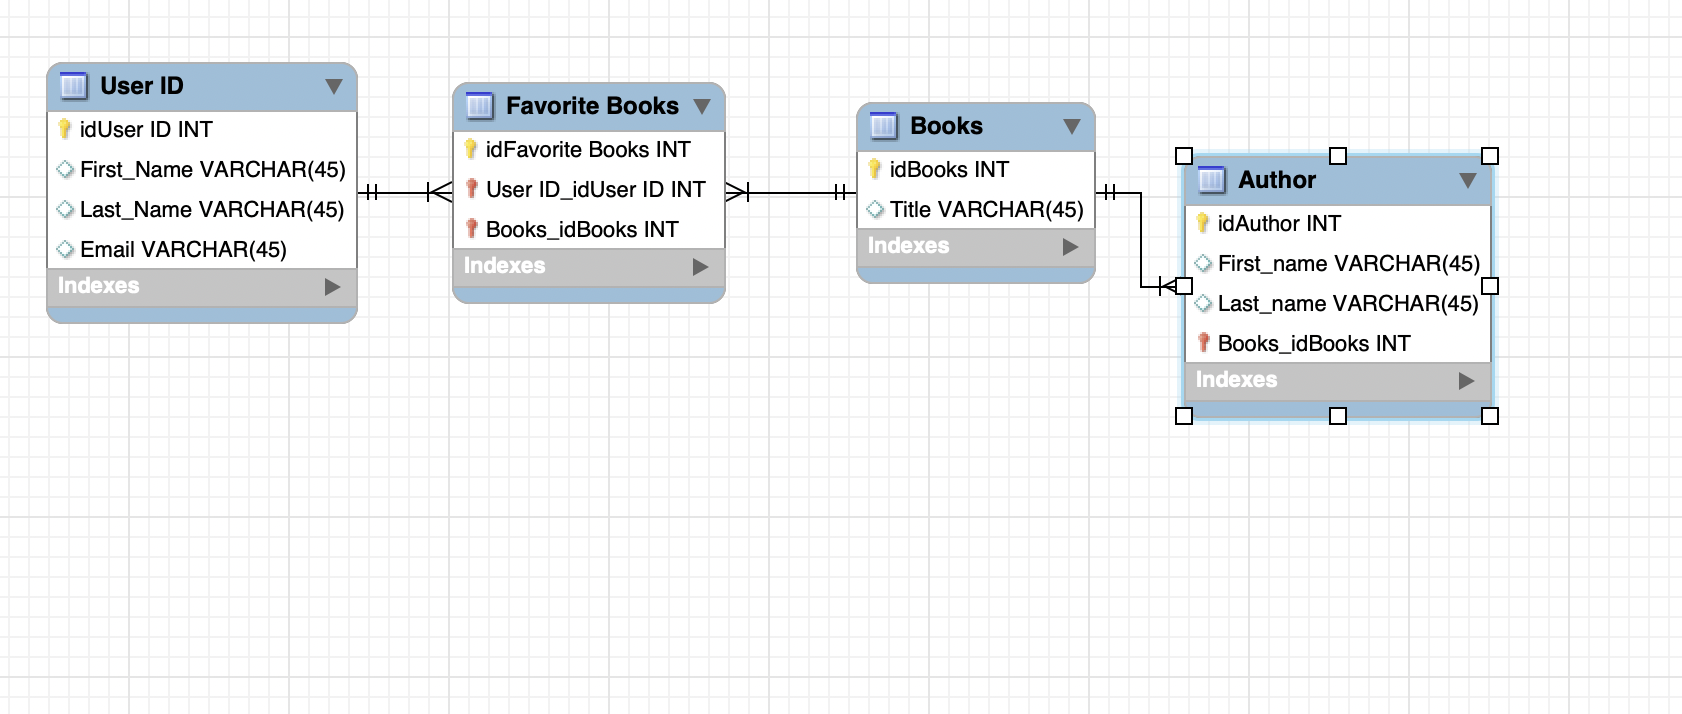 User ID
idUser ID INT
First_Name VARCHAR(45)
Last_Name VARCHAR(45)
Email VARCHAR(45)
Indexes
Favorite Books
idFavorite Books INT
User ID_idUser ID INT
Books_idBooks INT
Indexes
Books
idBooks INT
Title VARCHAR(45)
Indexes
Author
idAuthor INT
First_name VARCHAR(45)
Last_name VARCHAR(45)
Books_idBooks INT
Indexes